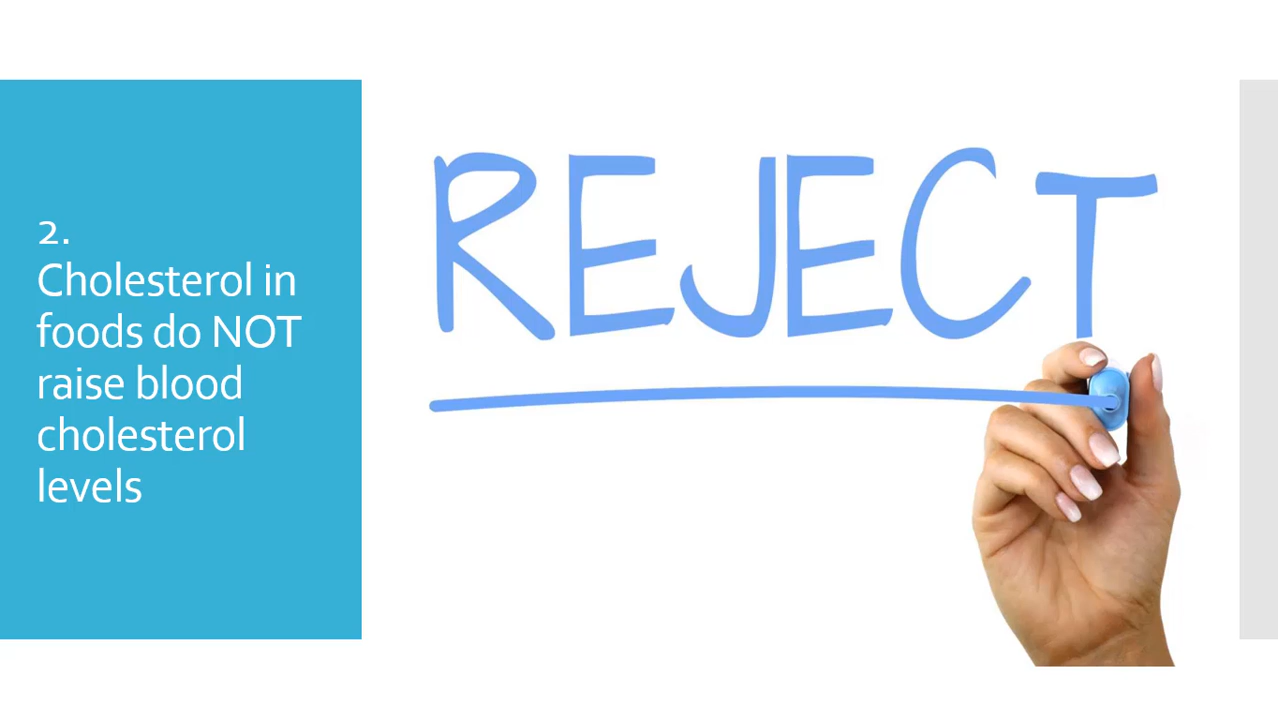 2.
Cholesterol in
foods do NOT
raise blood
cholesterol
levels
REJECT